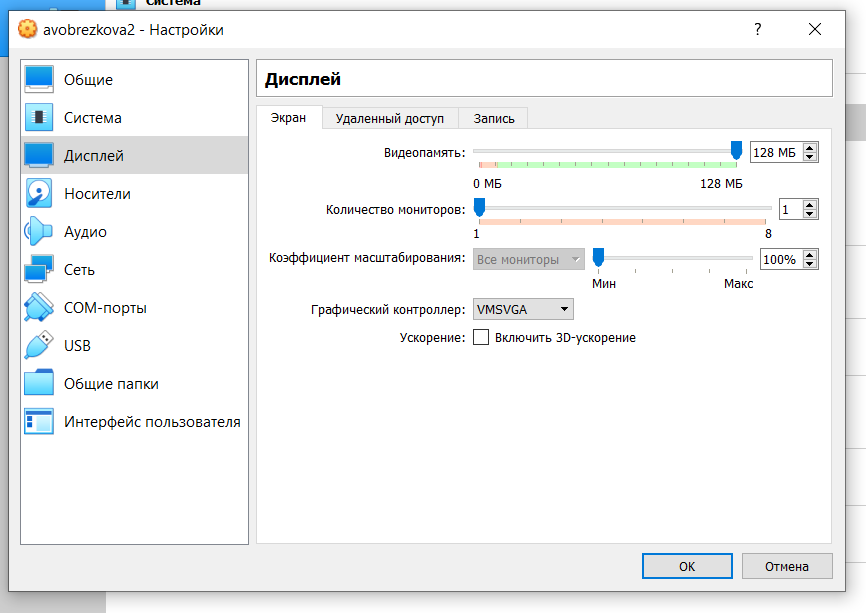 Система
avobrezkova2 - Настройки
?
Общие
Система
Дисплей
Носители
Аудио
Сеть
COM-порты
USB
Общие папки
Интерфейс пользователя
Дисплей
Экран Удаленный доступ Запись
Видеопамять: 128 МБ
0 МБ 128 МБ
Количество мониторов: 1
1 8
Коэффициент масштабирования: Все мониторы 100%
Мин Макс
Графический контроллер: VMSVGA
Ускорение: Включить 3D-ускорение
OK Отмена